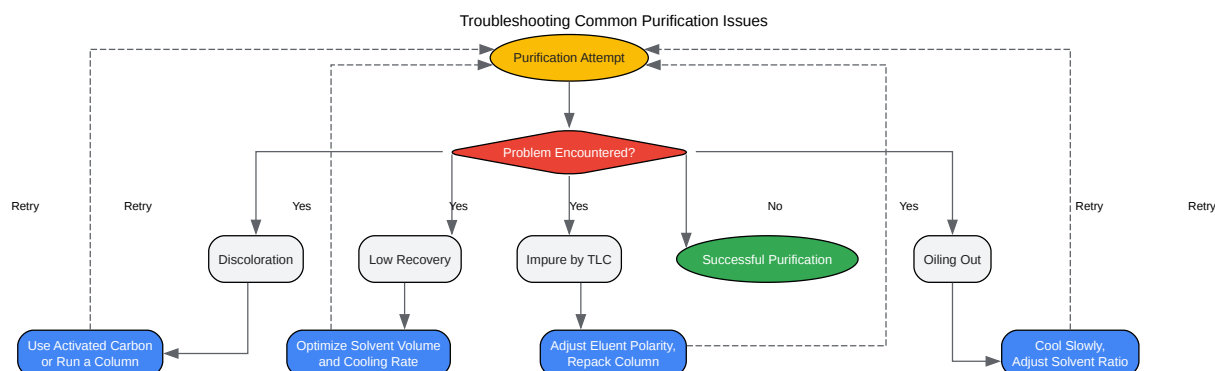 Troubleshooting Common Purification Issues
Purification Attempt
Problem Encountered?
Retry
Retry
Yes
Yes
Yes
No
Yes
Retry
Retry
Discoloration
Low Recovery
Impure by TLC
Successful Purification
Oiling Out
Use Activated Carbon
or Run a Column
Optimize Solvent Volume
and Cooling Rate
Adjust Eluent Polarity,
Repack Column
Cool Slowly,
Adjust Solvent Ratio